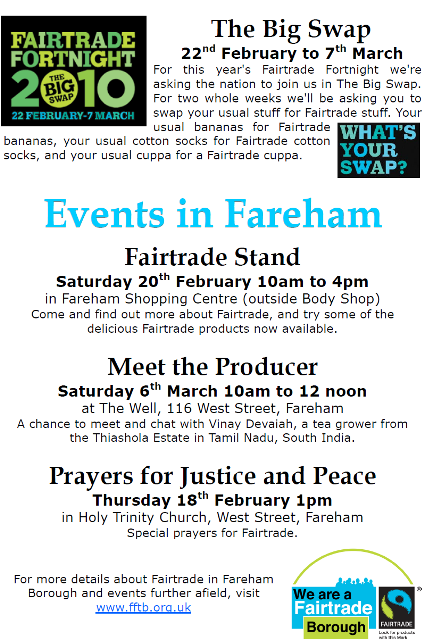 FAIRTRADE
FORTNIGHT
2010
THE
BIG
SWAP
22 FEBRUARY-7 MARCH
The Big Swap
22nd February to 7th March
For this year's Fairtrade Fortnight we're
asking the nation to join us in The Big Swap.
For two whole weeks we'll be asking you to
swap your usual stuff for Fairtrade stuff. Your
usual bananas for Fairtrade
bananas, your usual cotton socks for Fairtrade cotton
socks, and your usual cuppa for a Fairtrade cuppa.
WHAT'S
YOUR
SWAP?
Events in Fareham
Fairtrade Stand
Saturday 20th February 10am to 4pm
in Fareham Shopping Centre (outside Body Shop)
Come and find out more about Fairtrade, and try some of the
delicious Fairtrade products now available.
Meet the Producer
Saturday 6th March 10am to 12 noon
at The Well, 116 West Street, Fareham
A chance to meet and chat with Vinay Devaiah, a tea grower from
the Thiashola Estate in Tamil Nadu, South India.
Prayers for Justice and Peace
Thursday 18th February 1pm
in Holy Trinity Church, West Street, Fareham
Special prayers for Fairtrade.
For more details about Fairtrade in Fareham
Borough and events further afield, visit
www.fftb.org.uk
We are a
Fairtrade
Borough
®
FAIRTRADE
Look for products
with this Mark